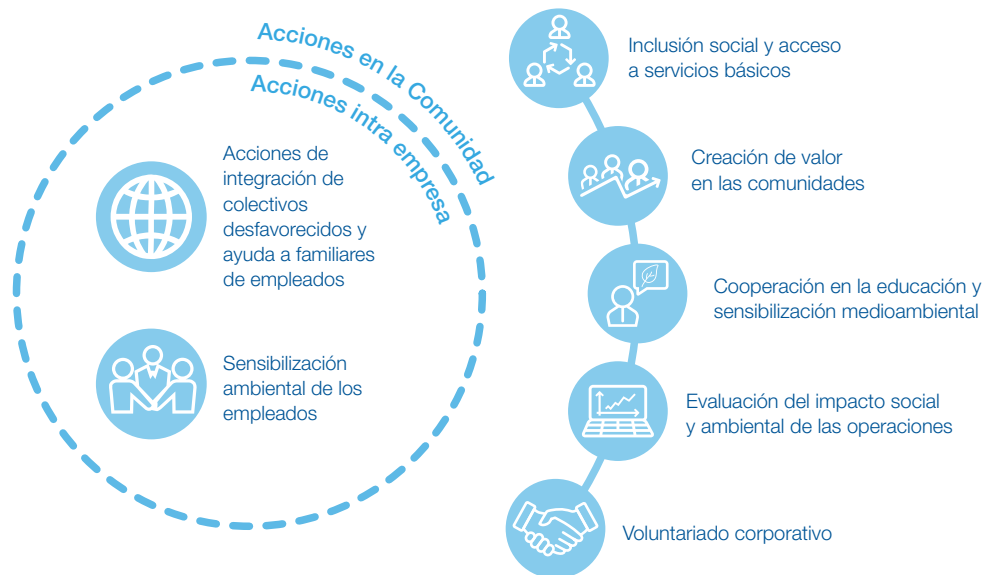 Acciones en la Comunidad
Acciones intra empresa
Acciones de
integración de
colectivos
desfavorecidos y
ayuda a familiares
de empleados
Sensibilización
ambiental de los
empleados
Inclusión social y acceso
a servicios básicos
Creación de valor
en las comunidades
Cooperación en la educación y
sensibilización medioambiental
Evaluación del impacto social
y ambiental de las operaciones
Voluntariado corporativo